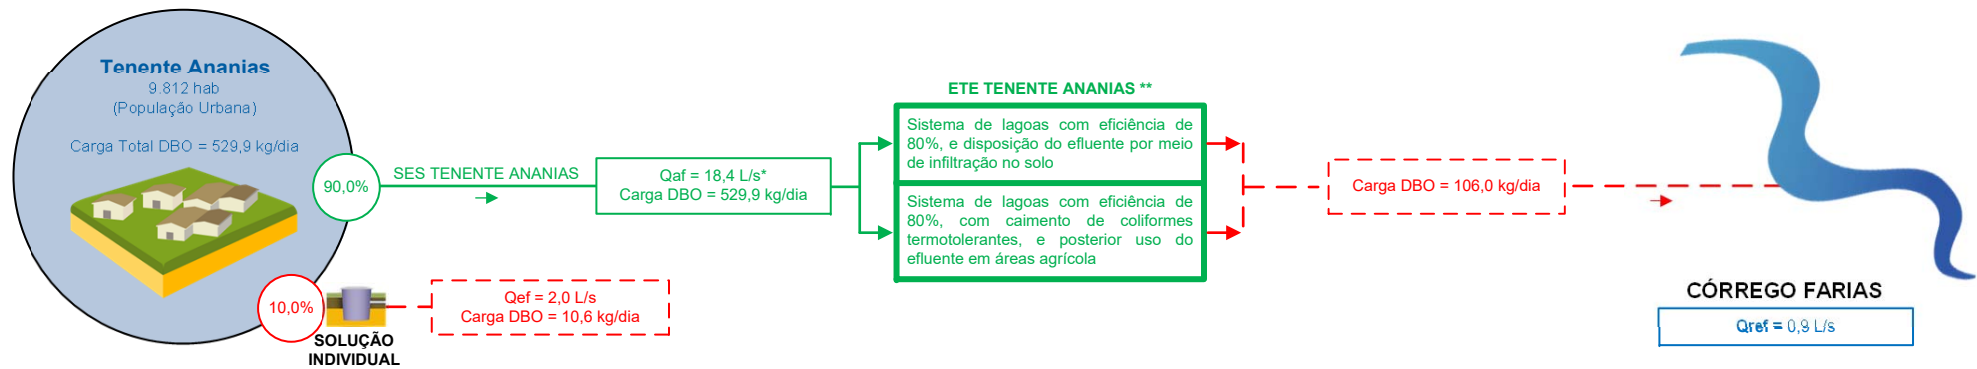 Tenente Ananias
9.812 hab
(População Urbana)
Carga Total DBO = 529,9 kg/dia
90,0%
SES TENENTE ANANIAS
Qaf = 18,4 L/s*
Carga DBO = 529,9 kg/dia
ETE TENENTE ANANIAS **
Sistema de lagoas com eficiência de
80%, e disposição do efluente por meio
de infiltração no solo
Sistema de lagoas com eficiência de
80%, com caimento de coliformes
termotolerantes, e posterior uso do
efluente em áreas agrícola
Carga DBO = 106,0 kg/dia
10,0%
SOLUÇÃO
INDIVIDUAL
Qef = 2,0 L/s
Carga DBO = 10,6 kg/dia
CÓRREGO FARIAS
Qref = 0,9 L/s